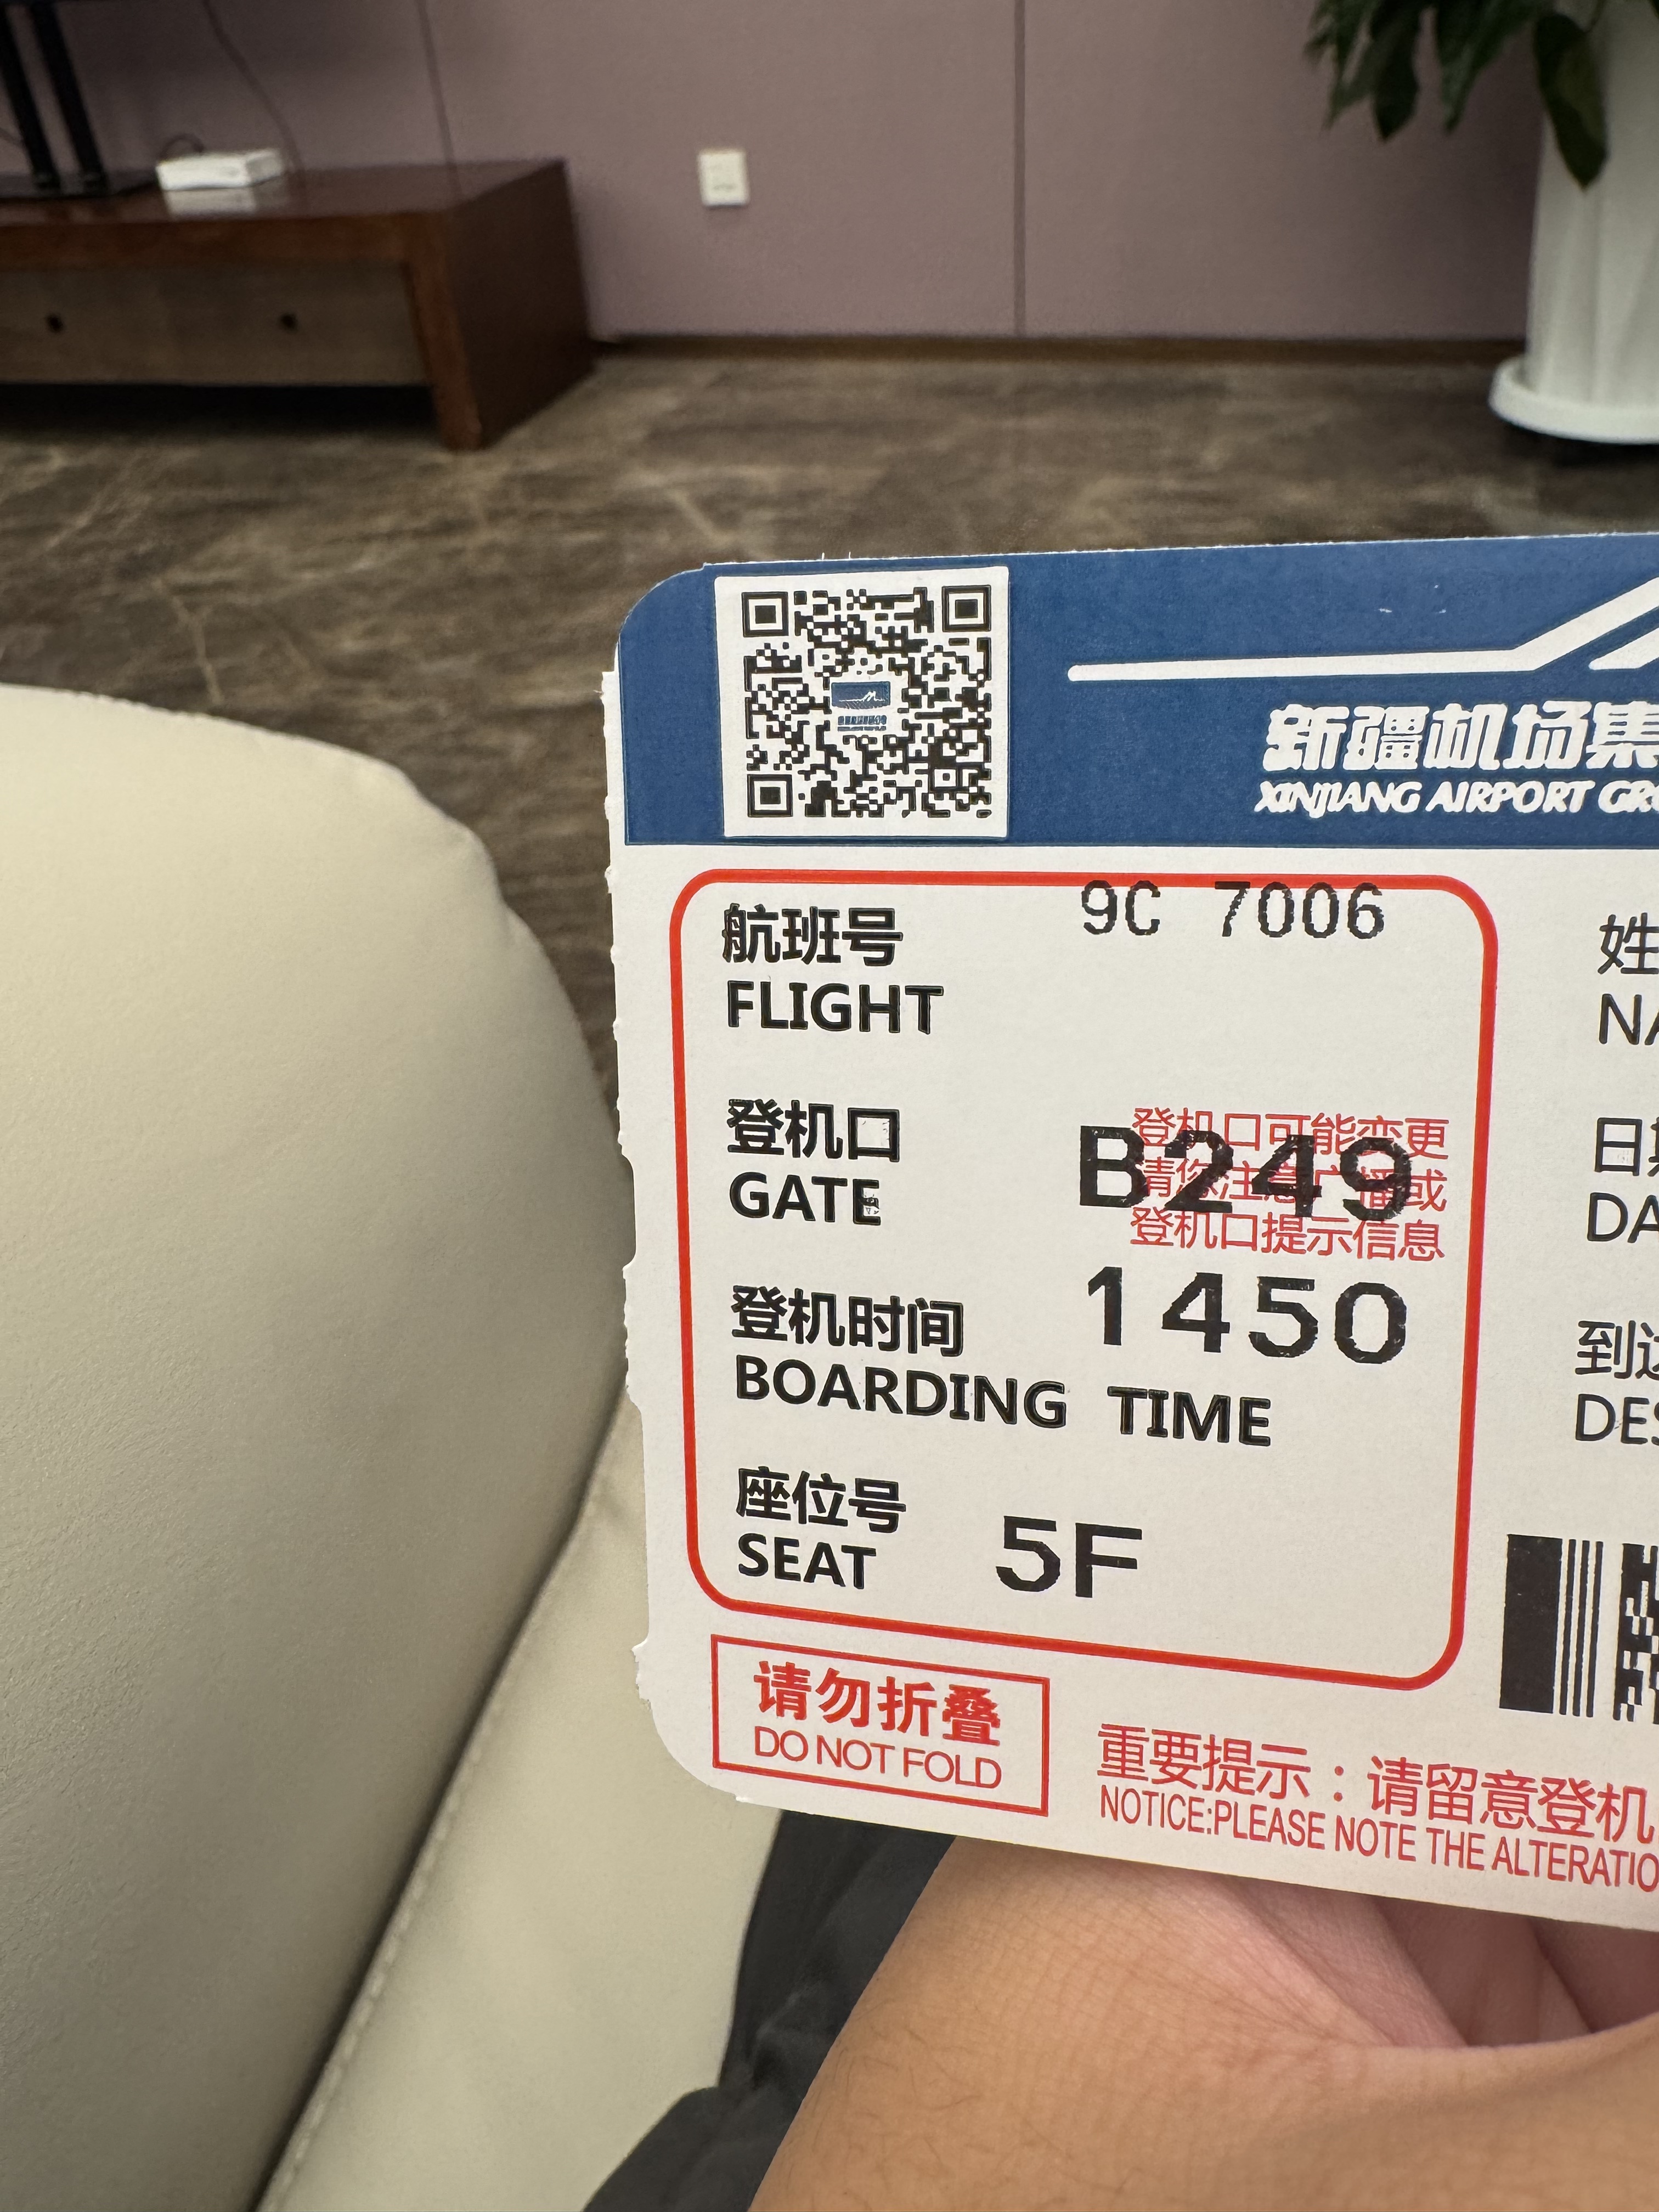 新疆机场集
XINJIANG AIRPORT GRO
航班号 9C 7006
FLIGHT
登机口可能变更
登机口 B249
请您注意广播或
GATE
登机口提示信息
登机时间 1450
BOARDING TIME
座位号
SEAT 5F
姓
NA
日期
DA
到达
DES
请勿折叠
DO NOT FOLD
重要提示：请留意登机
NOTICE:PLEASE NOTE THE ALTERATIO